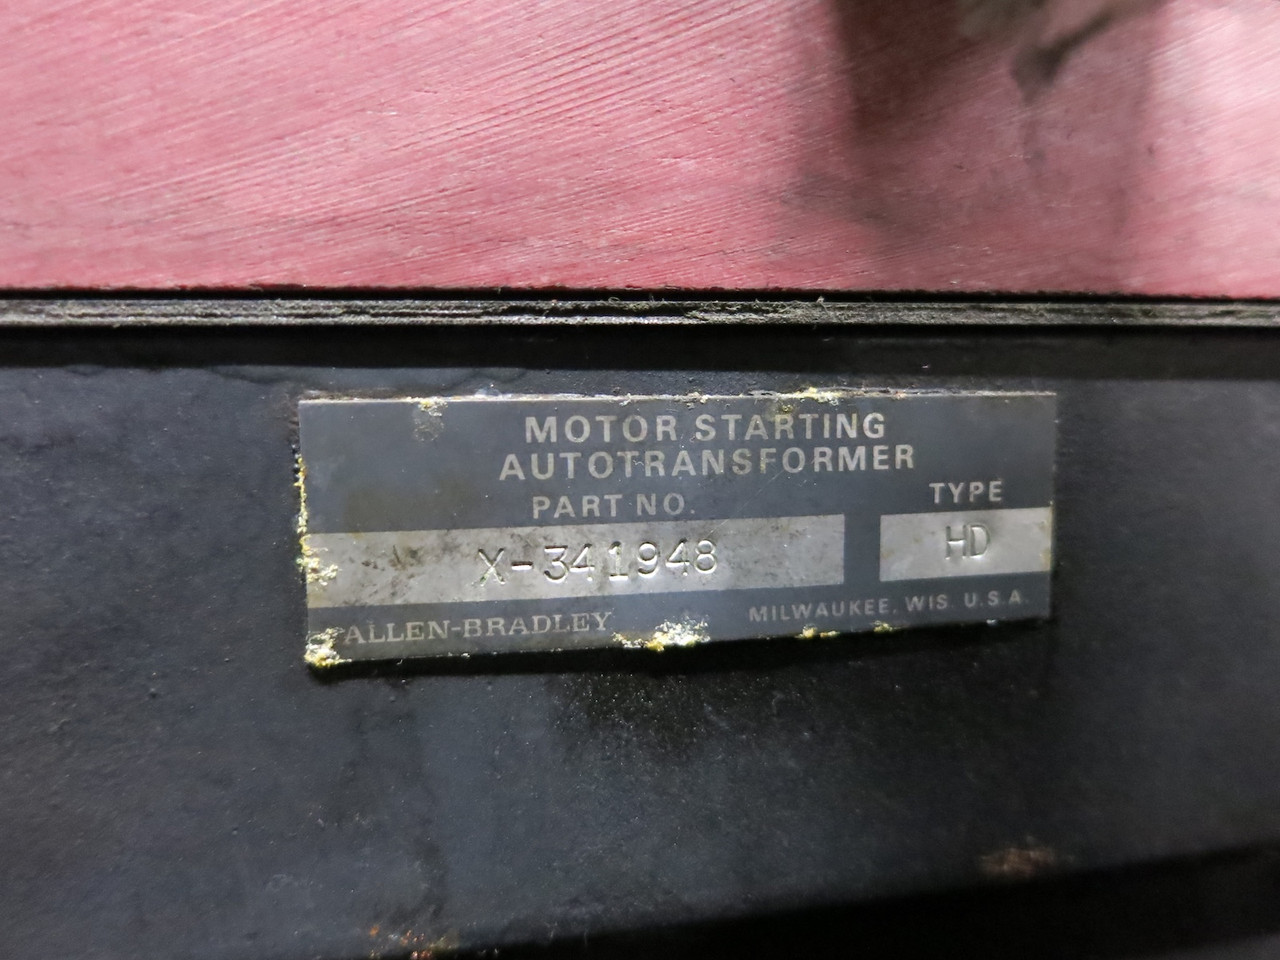 MOTOR STARTING
AUTOTRANSFORMER
PART NO. TYPE
X-341948 HD
ALLEN-BRADLEY MILWAUKEE, WIS. U.S.A.